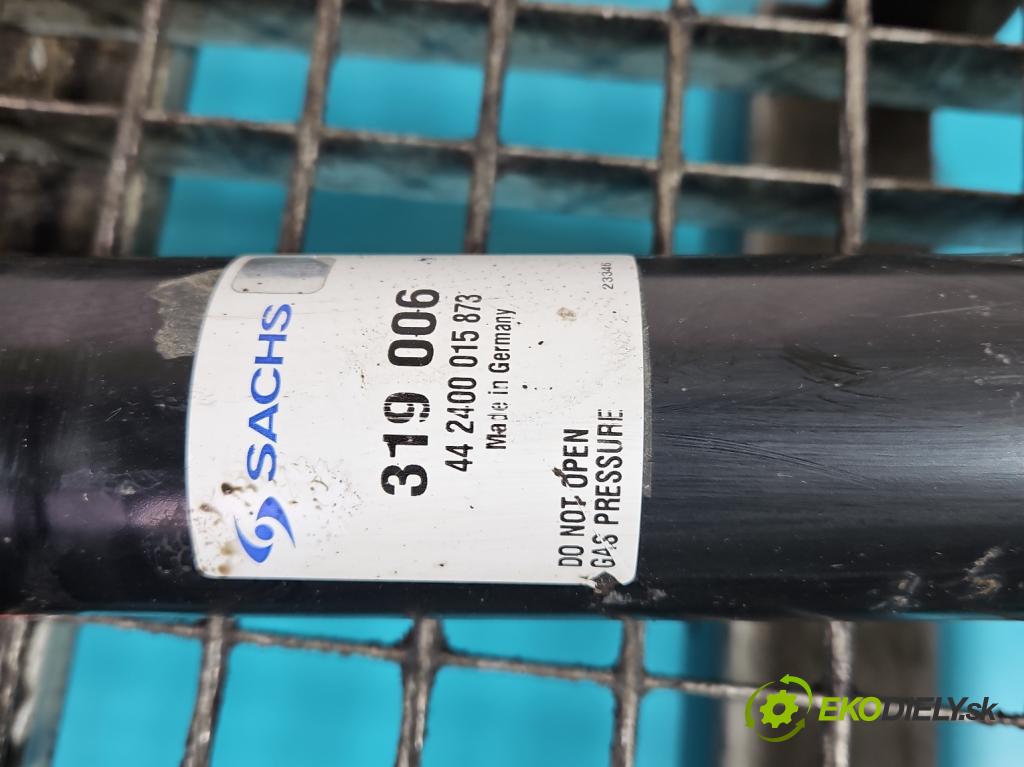 SACHS
319 006
44 2400 015 873
Made in Germany
DO NOT OPEN
GAS PRESSURE
23346
EKODIELY.sk